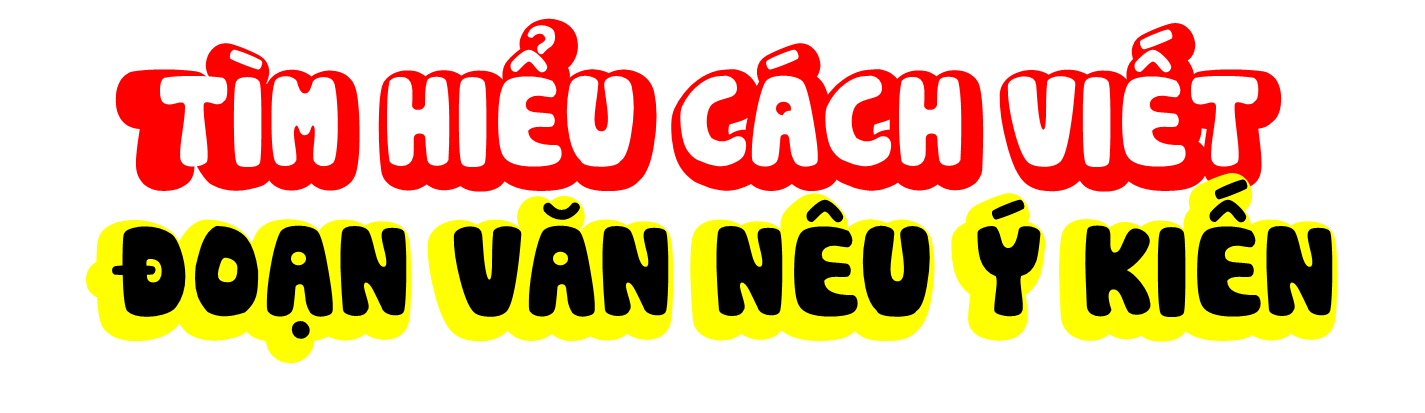 TÌM HIỂU CÁCH VIẾT
ĐOẠN VĂN NÊU Ý KIẾN